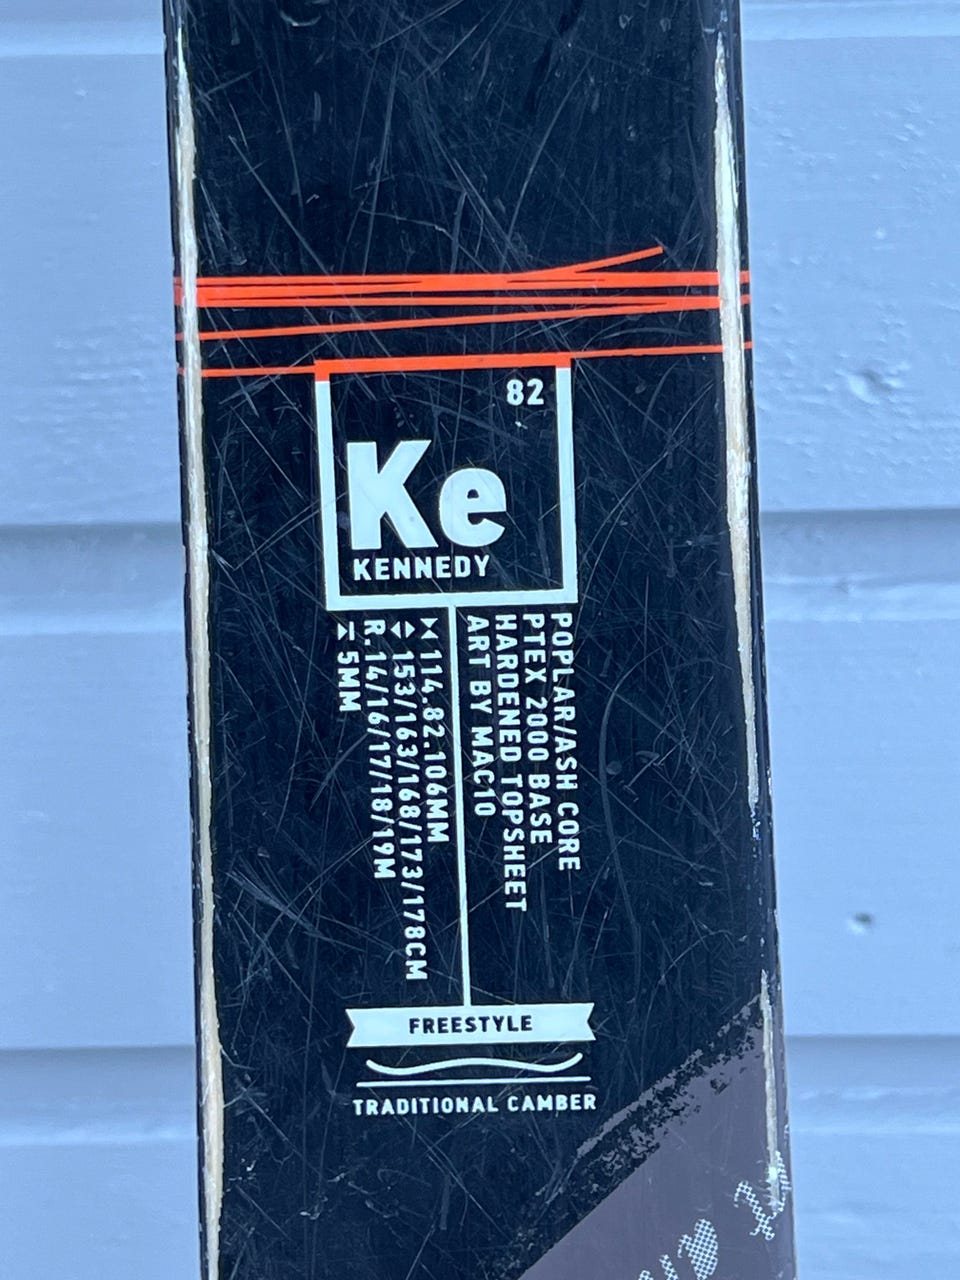 82
Ke
KENNEDY
POPLAR/ASH CORE
PTEX 2000 BASE
HARDENED TOPSHEET
ART BY MAC10
114.82.106MM
153/163/168/173/178CM
R.14/16/17/18/19M
5MM
FREESTYLE
TRADITIONAL CAMBER